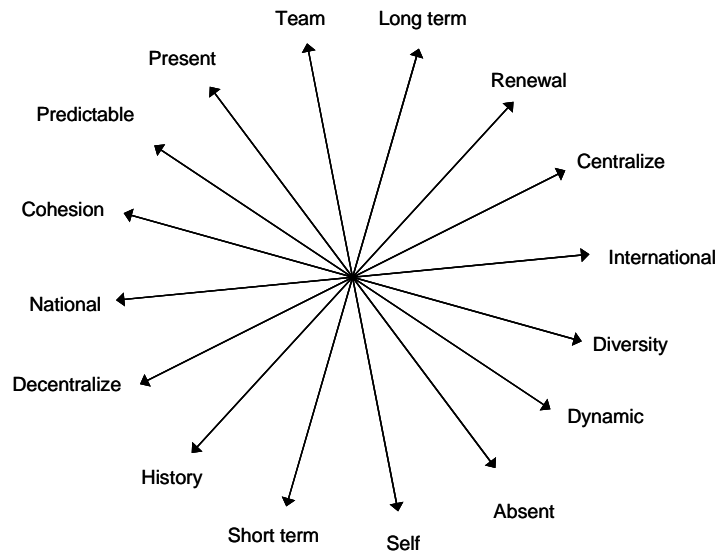 Team
Long term
Present
Renewal
Predictable
Centralize
Cohesion
International
National
Diversity
Decentralize
Dynamic
History
Absent
Short term
Self